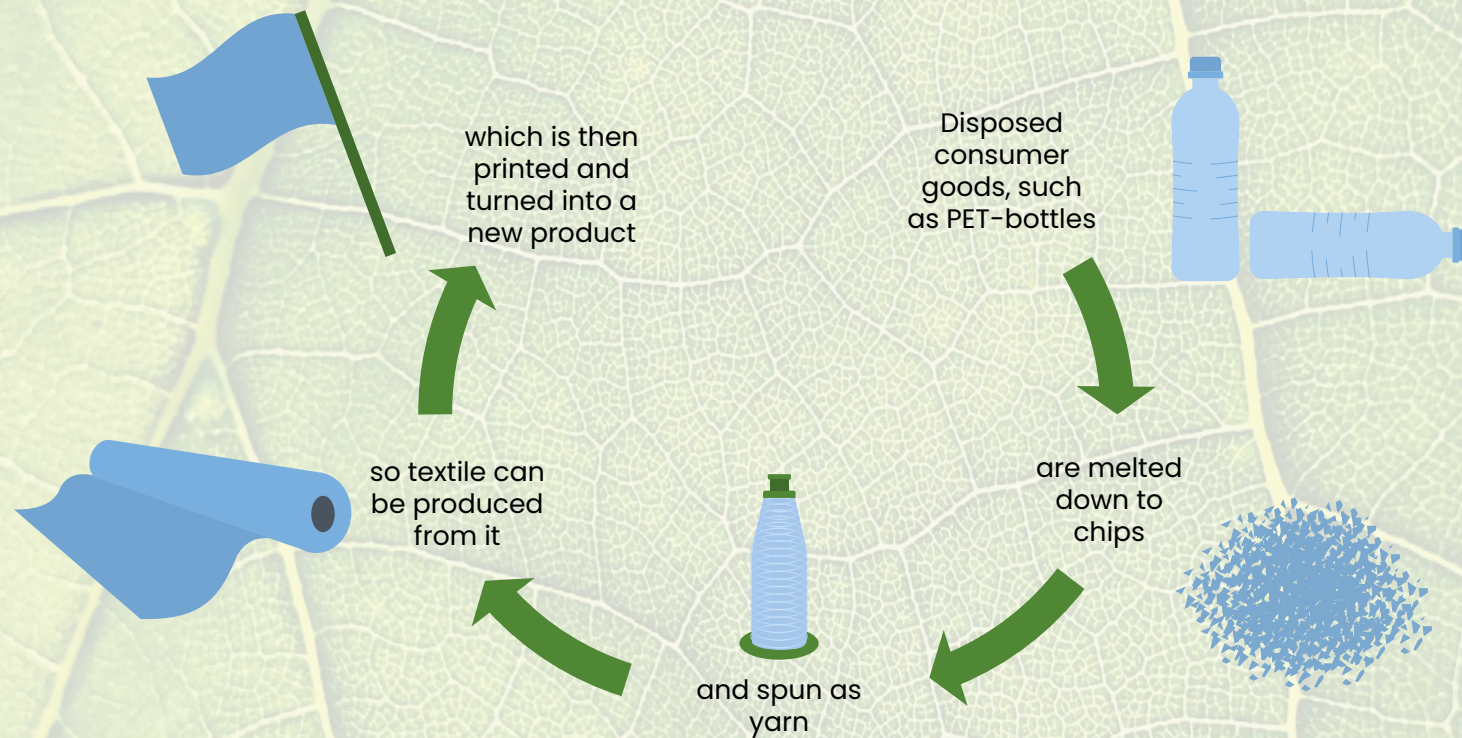 Disposed
consumer
goods, such
as PET-bottles
are melted
down to
chips
and spun as
yarn
so textile can
be produced
from it
which is then
printed and
turned into a
new product